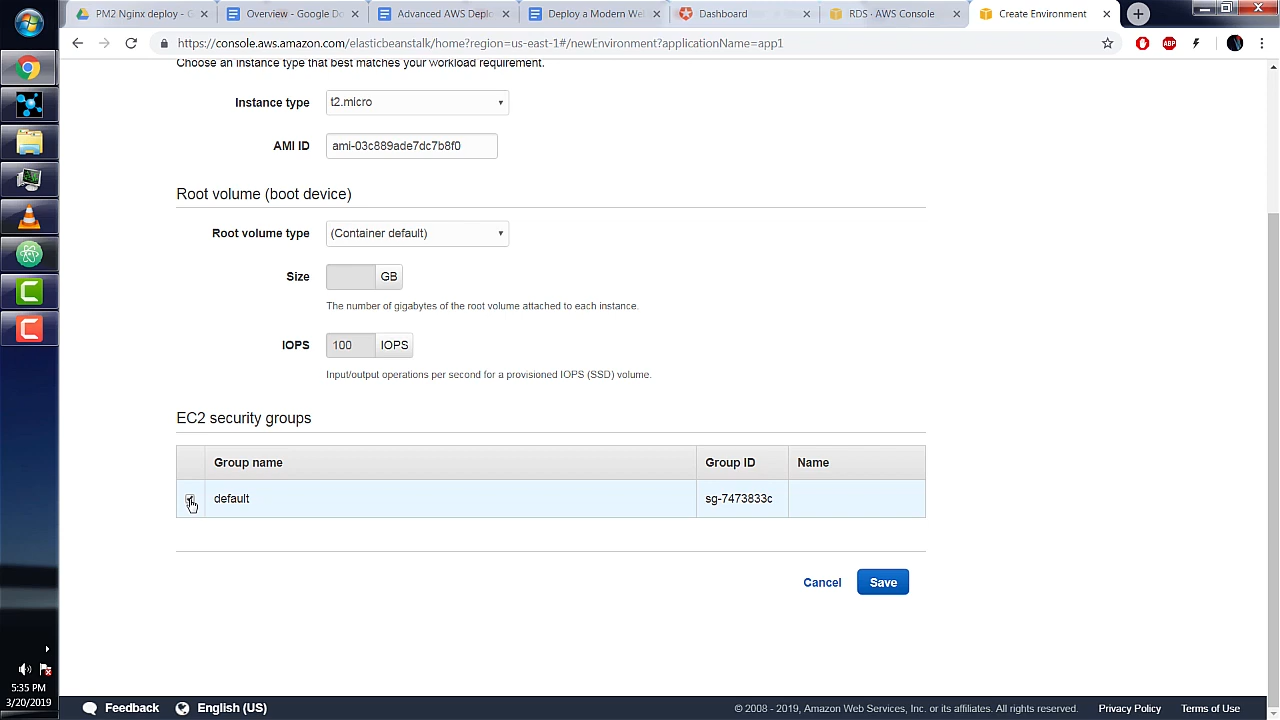 PM2 Nginx deploy - G
Overview - Google Do
Advanced App Deplo
Deploy a Modern We
Dashboard
RDS - AWS Console
Create Environment
https://console.aws.amazon.com/elasticbeanstalk/home?region=us-east-1#/newEnvironment?applicationName=app1
ABP
Choose an instance type that best matches your workload requirement.
Instance type
t2.micro
AMI ID
ami-03c889ade7dc7b8f0
Root volume (boot device)
Root volume type
(Container default)
Size
GB
The number of gigabytes of the root volume attached to each instance.
IOPS
100
IOPS
Input/output operations per second for a provisioned IOPS (SSD) volume.
EC2 security groups
Group name
Group ID
Name
default
sg-7473833c
Cancel
Save
5:35 PM
3/20/2019
Feedback
English (US)
© 2008 - 2019, Amazon Web Services, Inc. or its affiliates. All rights reserved.
Privacy Policy
Terms of Use